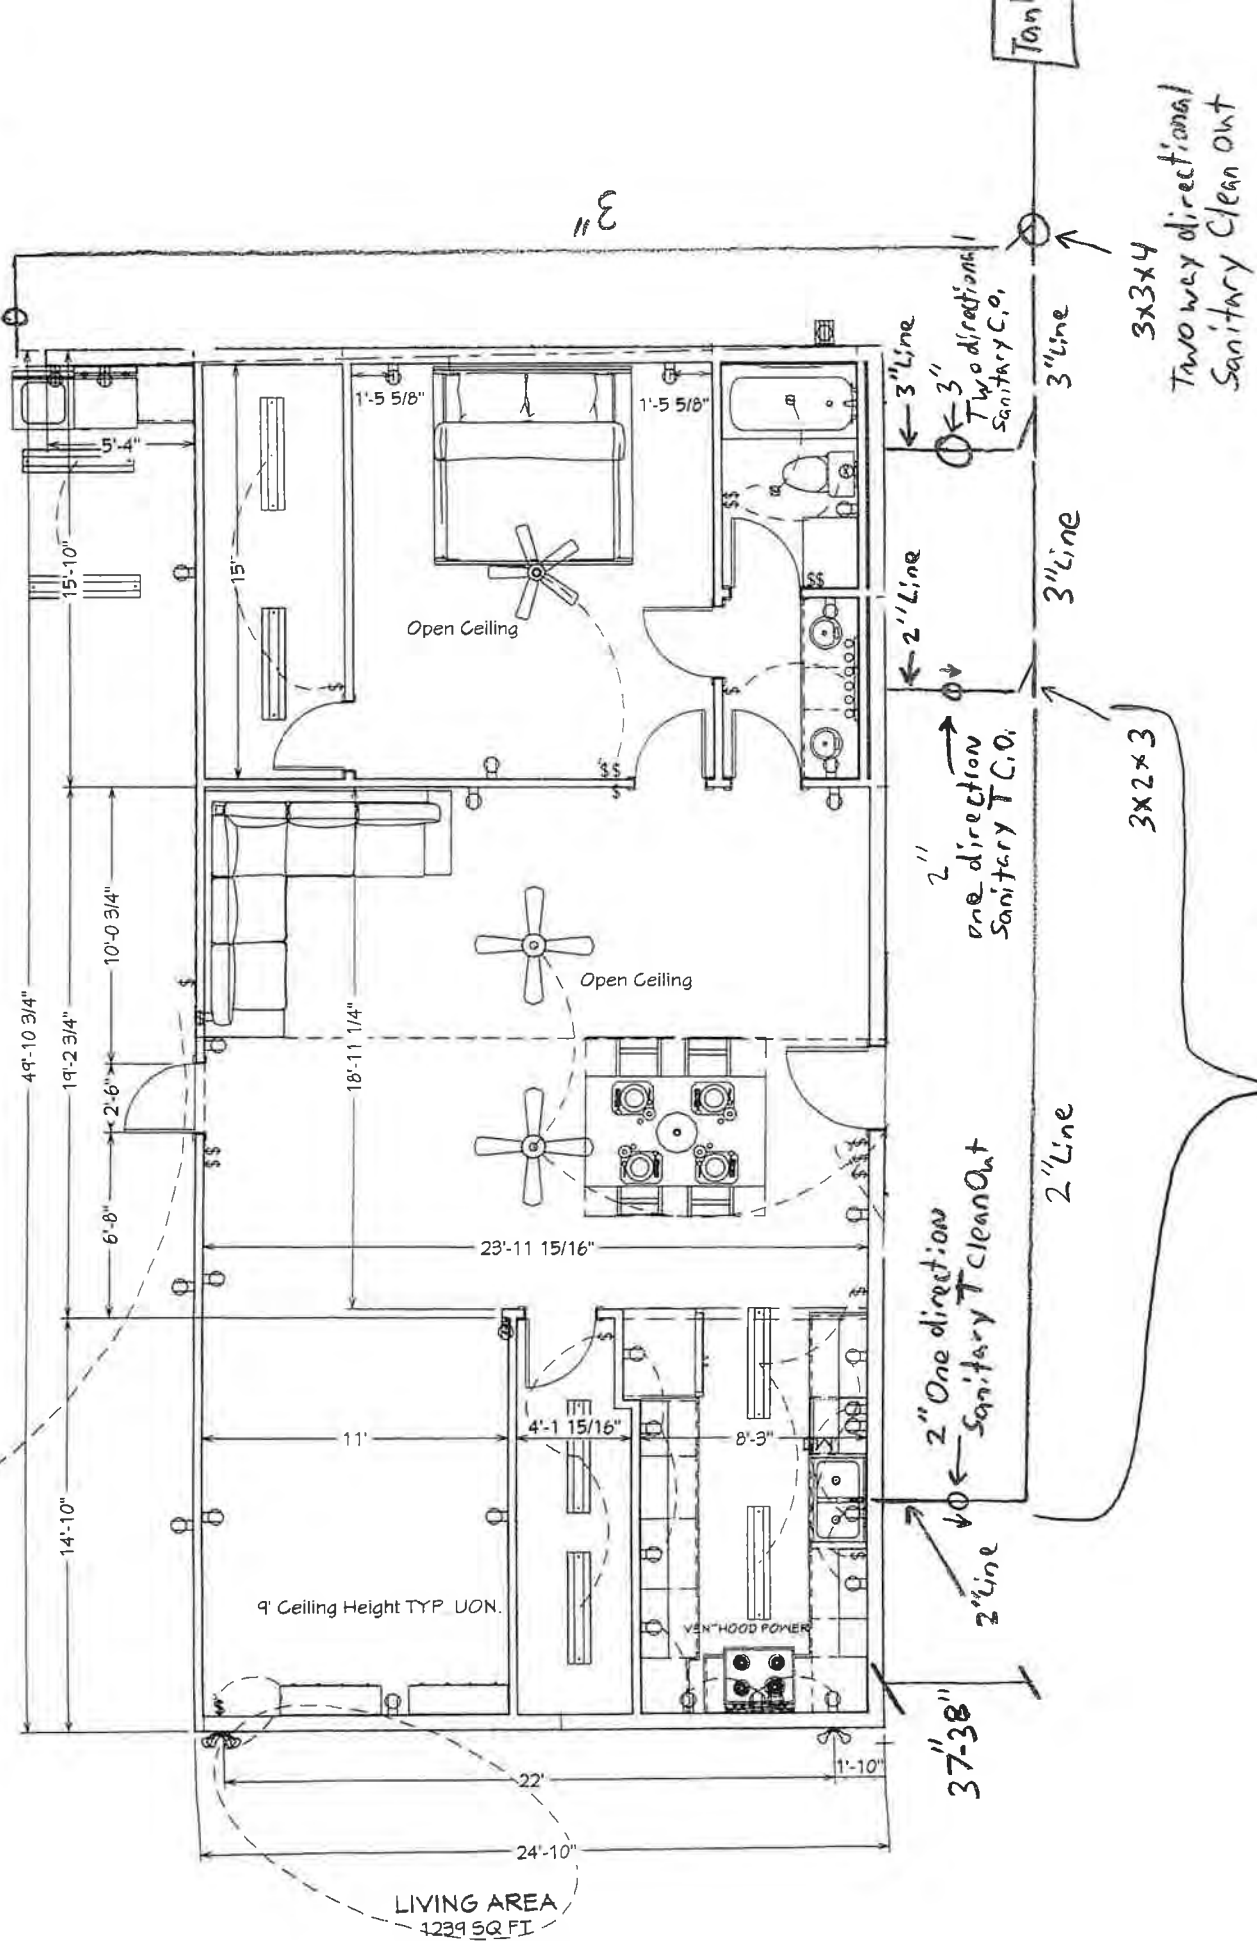 Tan
3"
3x3x4
Two way directional
Sanitary Clean Out
3"Line
3"
Two directional
Sanitary C.O.
3"Line
3"Line
2"Line
2"
one direction
Sanitary T C.O.
3x2x3
2"Line
2" One direction
Sanitary T CleanOut
2"Line
37"-38"
5'-4"
15'-10"
15'
1'-5 5/8"
1'-5 5/8"
Open Ceiling
49'-10 3/4"
19'-2 3/4"
10'-0 3/4"
2'-6"
6'-8"
18'-11 1/4"
Open Ceiling
23'-11 15/16"
14'-10"
11'
4'-1 15/16"
8'-3"
9' Ceiling Height TYP UON.
VENTHOOD POWER
DW
22'
1'-10"
24'-10"
LIVING AREA
1239 SQ FT
$$
$$
$
$
$$
$
$
$$
$
$
$
$
$